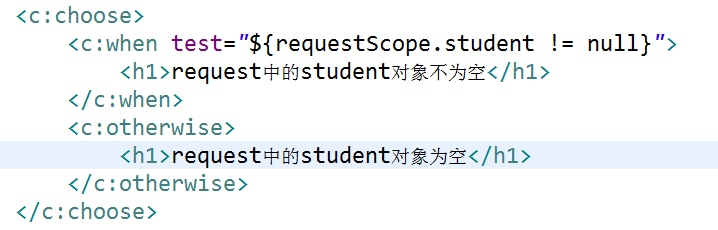 <c:choose>
<c:when test="${requestScope.student != null}">
<h1>request中的student对象不为空</h1>
</c:when>
<c:otherwise>
<h1>request中的student对象为空</h1>
</c:otherwise>
</c:choose>